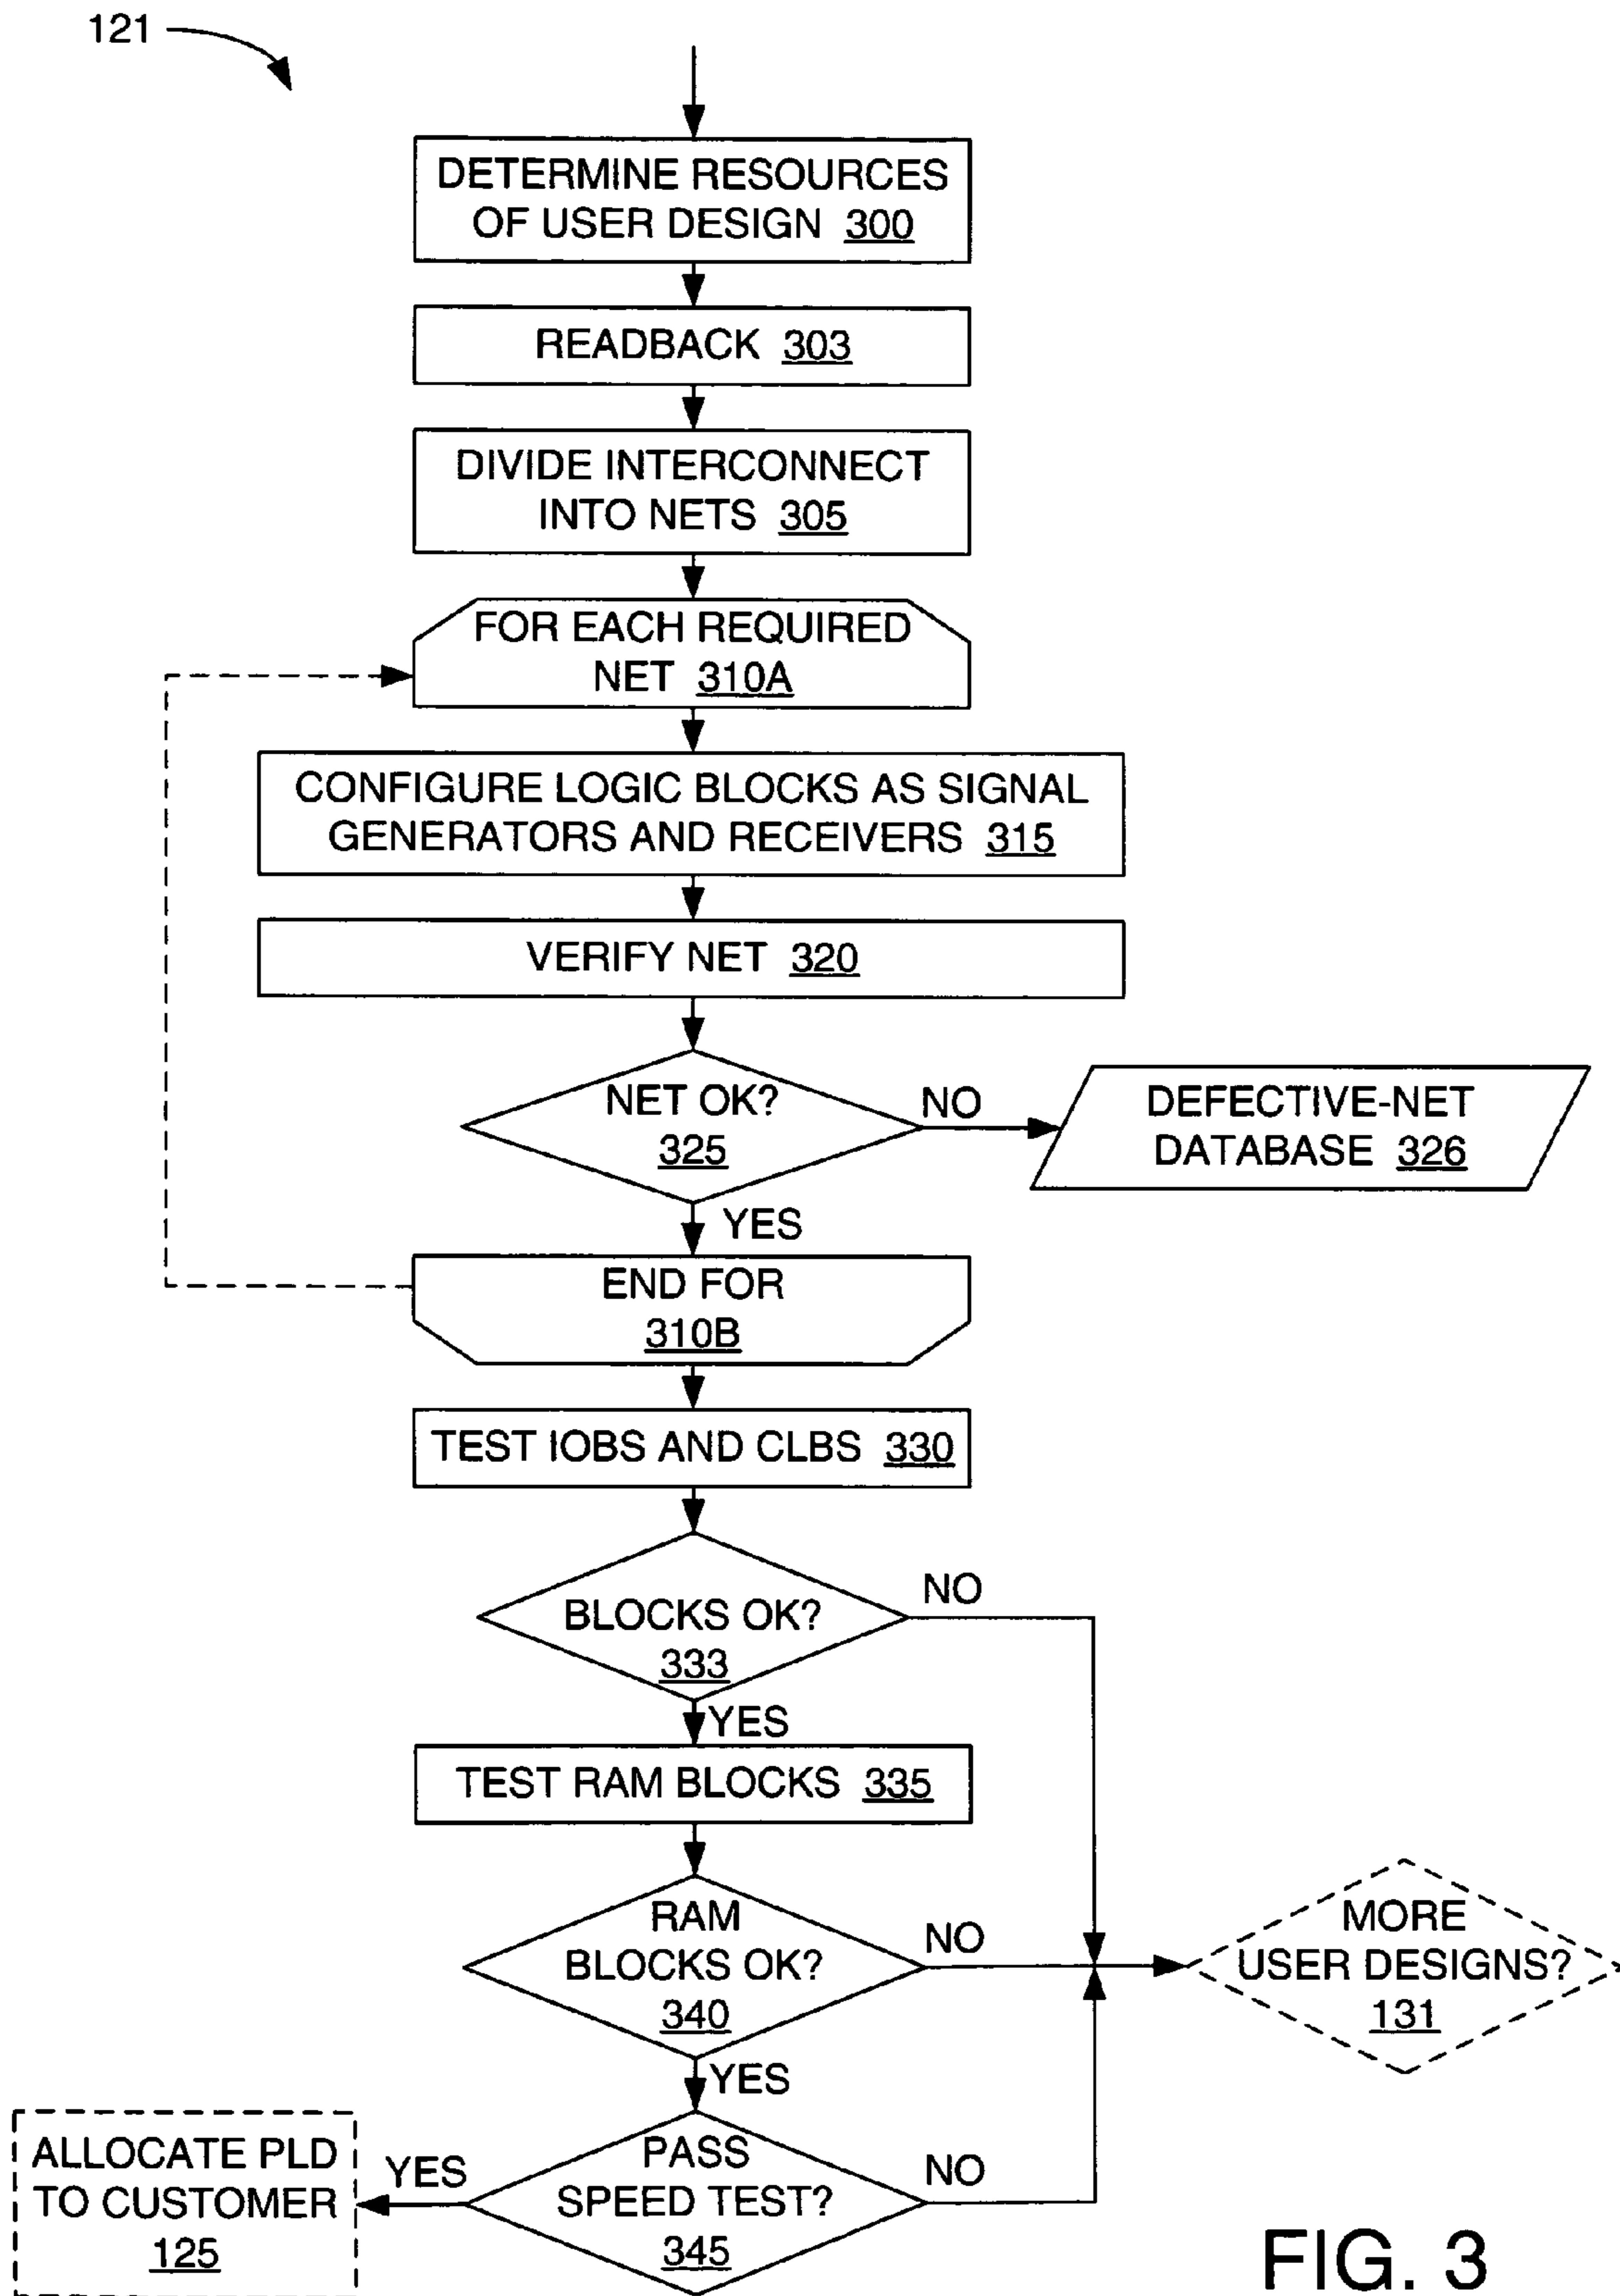 121
DETERMINE RESOURCES
OF USER DESIGN 300
READBACK 303
DIVIDE INTERCONNECT
INTO NETS 305
FOR EACH REQUIRED
NET 310A
CONFIGURE LOGIC BLOCKS AS SIGNAL
GENERATORS AND RECEIVERS 315
VERIFY NET 320
NET OK?
325
NO
DEFECTIVE-NET
DATABASE 326
YES
END FOR
310B
TEST IOBS AND CLBS 330
BLOCKS OK?
333
NO
YES
TEST RAM BLOCKS 335
RAM
BLOCKS OK?
340
NO
MORE
USER DESIGNS?
131
YES
PASS
SPEED TEST?
345
NO
YES
ALLOCATE PLD
TO CUSTOMER
125
FIG. 3